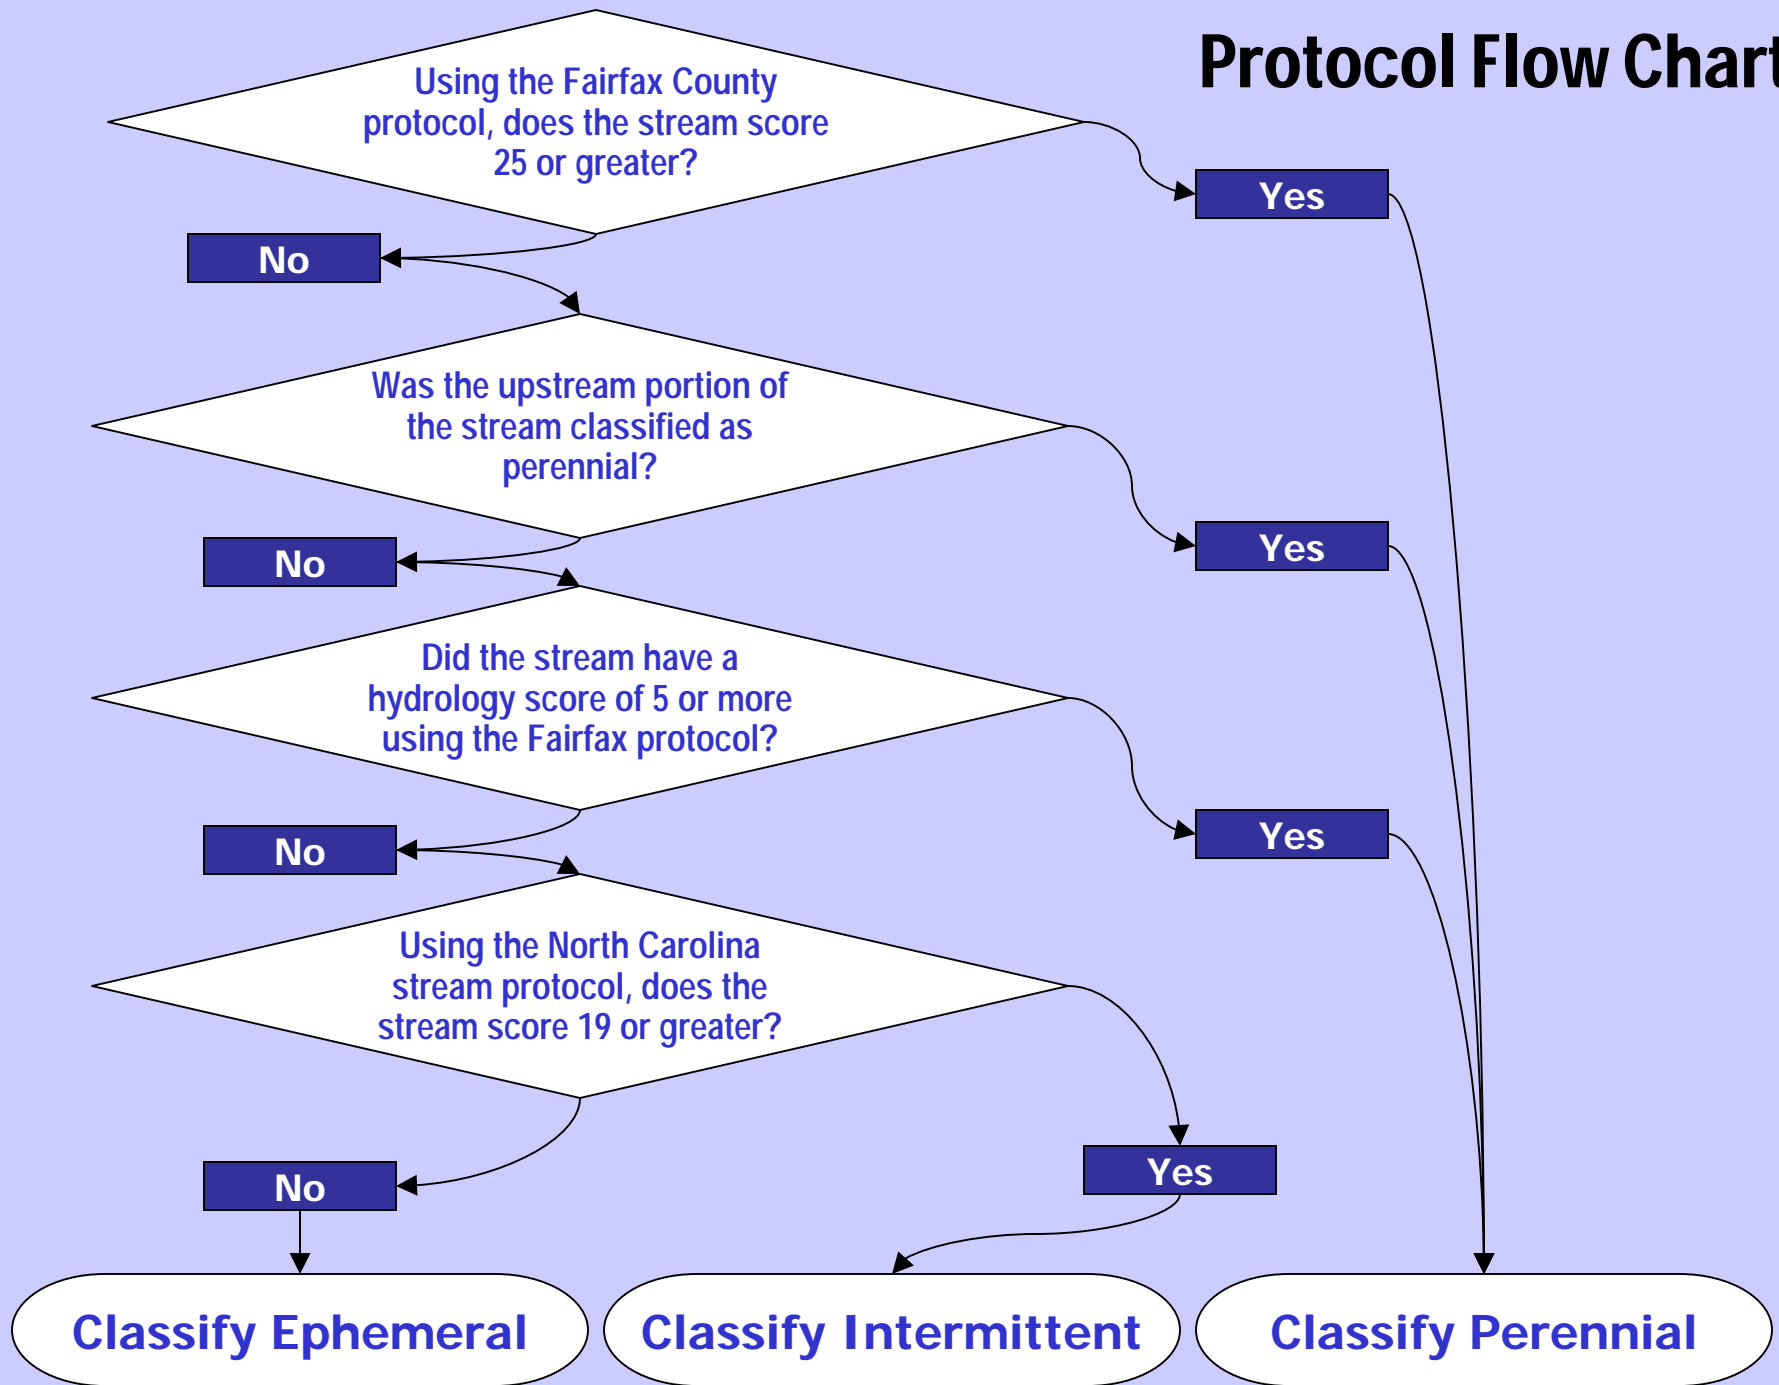 Protocol Flow Chart
Using the Fairfax County
protocol, does the stream score
25 or greater?
Yes
No
Was the upstream portion of
the stream classified as
perennial?
Yes
No
Did the stream have a
hydrology score of 5 or more
using the Fairfax protocol?
Yes
No
Using the North Carolina
stream protocol, does the
stream score 19 or greater?
Yes
No
Classify Ephemeral
Classify Intermittent
Classify Perennial